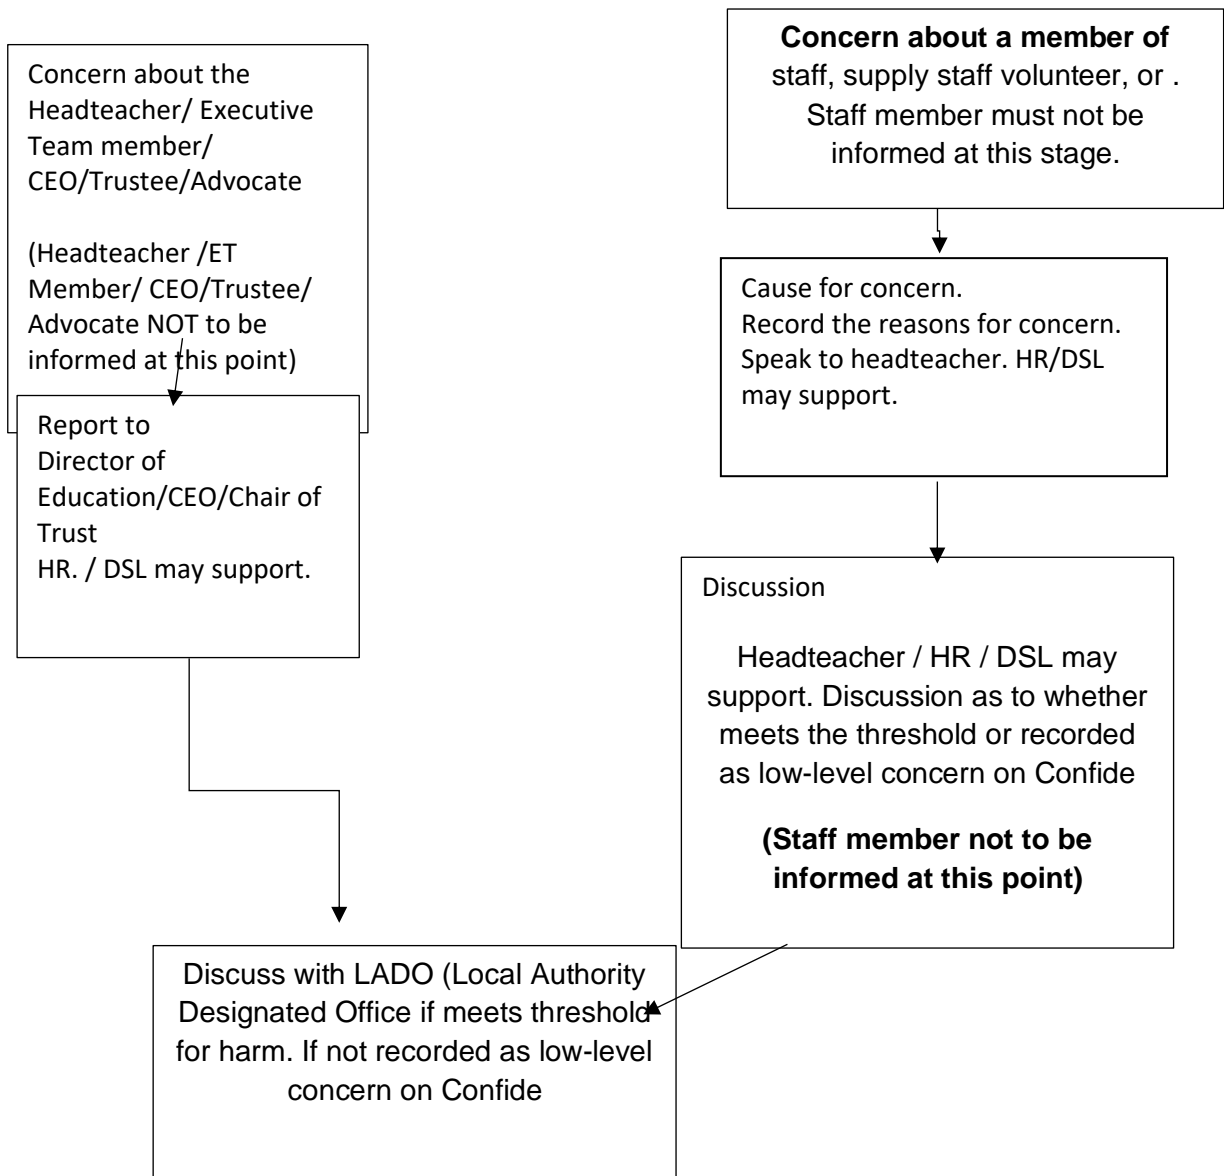 Concern about the
Headteacher/ Executive
Team member/
CEO/Trustee/Advocate
(Headteacher /ET
Member/ CEO/Trustee/
Advocate NOT to be
informed at this point)
Report to
Director of
Education/CEO/Chair of
Trust
HR. / DSL may support.
Concern about a member of
staff, supply staff volunteer, or .
Staff member must not be
informed at this stage.
Cause for concern.
Record the reasons for concern.
Speak to headteacher. HR/DSL
may support.
Discussion
Headteacher / HR / DSL may
support. Discussion as to whether
meets the threshold or recorded
as low-level concern on Confide
(Staff member not to be
informed at this point)
Discuss with LADO (Local Authority
Designated Office if meets threshold
for harm. If not recorded as low-level
concern on Confide